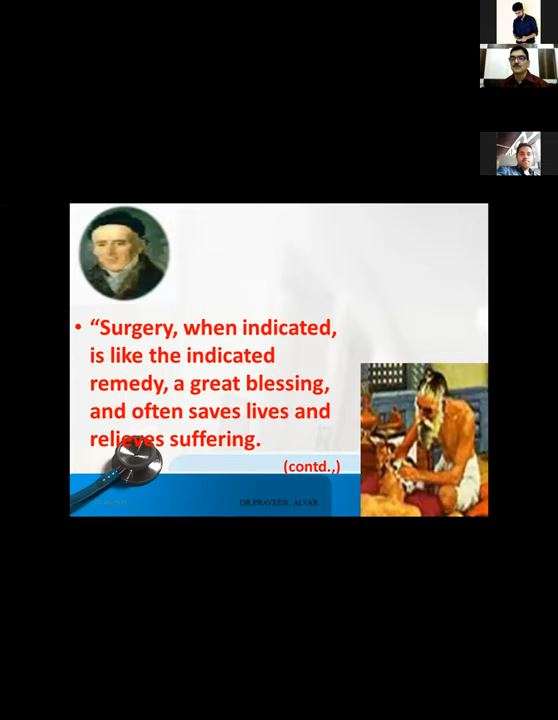 • “Surgery, when indicated,
is like the indicated
remedy, a great blessing,
and often saves lives and
relieves suffering.
(contd.,)
DR.PRAVEEN. ALVAR